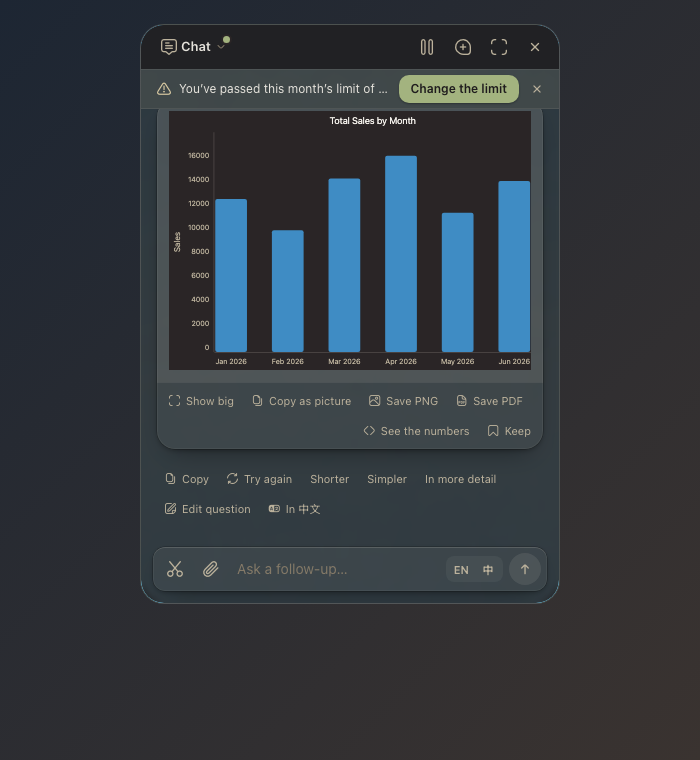 Chat
You've passed this month's limit of ...
Change the limit
Total Sales by Month
16000
14000
12000
10000
8000
6000
4000
2000
0
Sales
Jan 2026 Feb 2026 Mar 2026 Apr 2026 May 2026 Jun 2026
Show big Copy as picture Save PNG Save PDF
See the numbers Keep
Copy Try again Shorter Simpler In more detail
Edit question In 中文
Ask a follow-up... EN 中